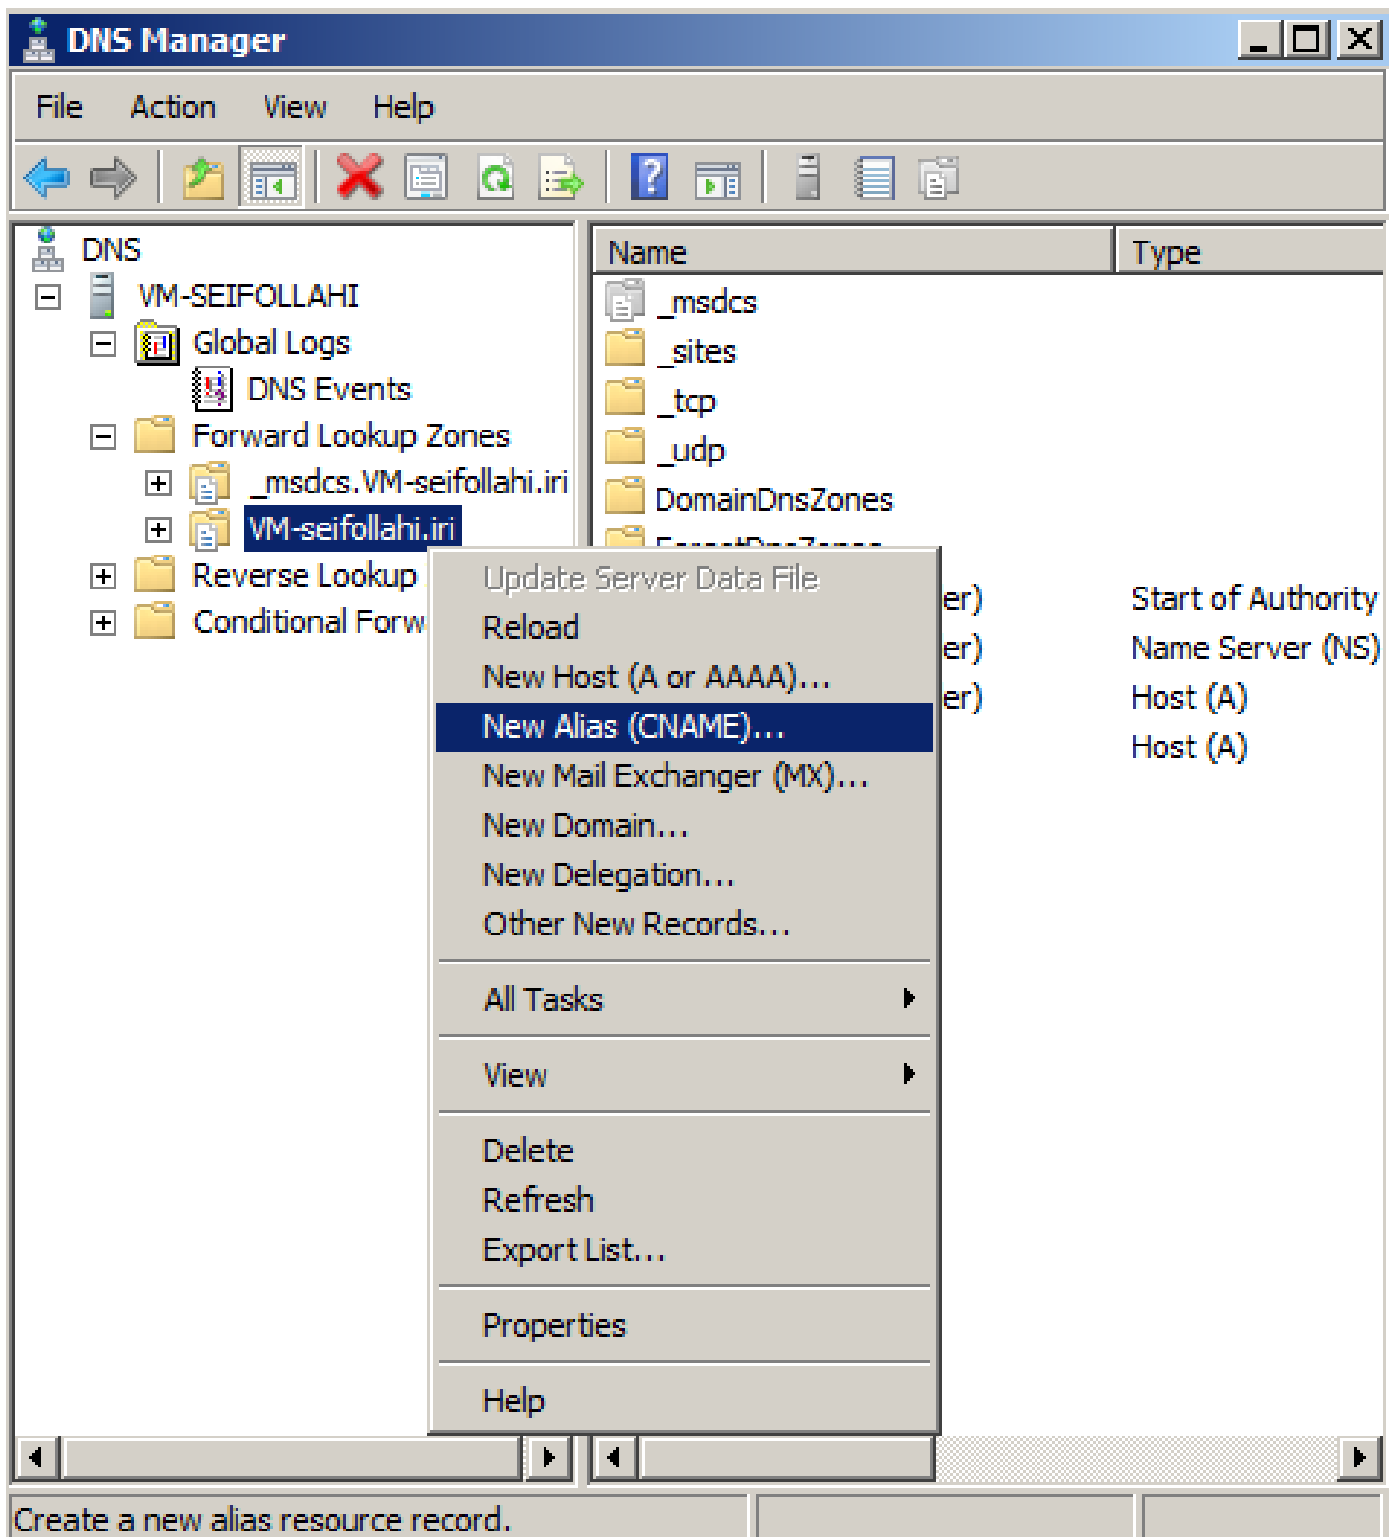 DNS Manager
File Action View Help
DNS
VM-SEIFOLLAHI
Global Logs
DNS Events
Forward Lookup Zones
_msdcs.VM-seifollahi.iri
VM-seifollahi.iri
Reverse Lookup
Conditional Forw
Name Type
_msdcs
_sites
_tcp
_udp
DomainDnsZones
ForestDnsZones
er) Start of Authority
er) Name Server (NS)
er) Host (A)
Host (A)
Update Server Data File
Reload
New Host (A or AAAA)...
New Alias (CNAME)...
New Mail Exchanger (MX)...
New Domain...
New Delegation...
Other New Records...
All Tasks
View
Delete
Refresh
Export List...
Properties
Help
Create a new alias resource record.